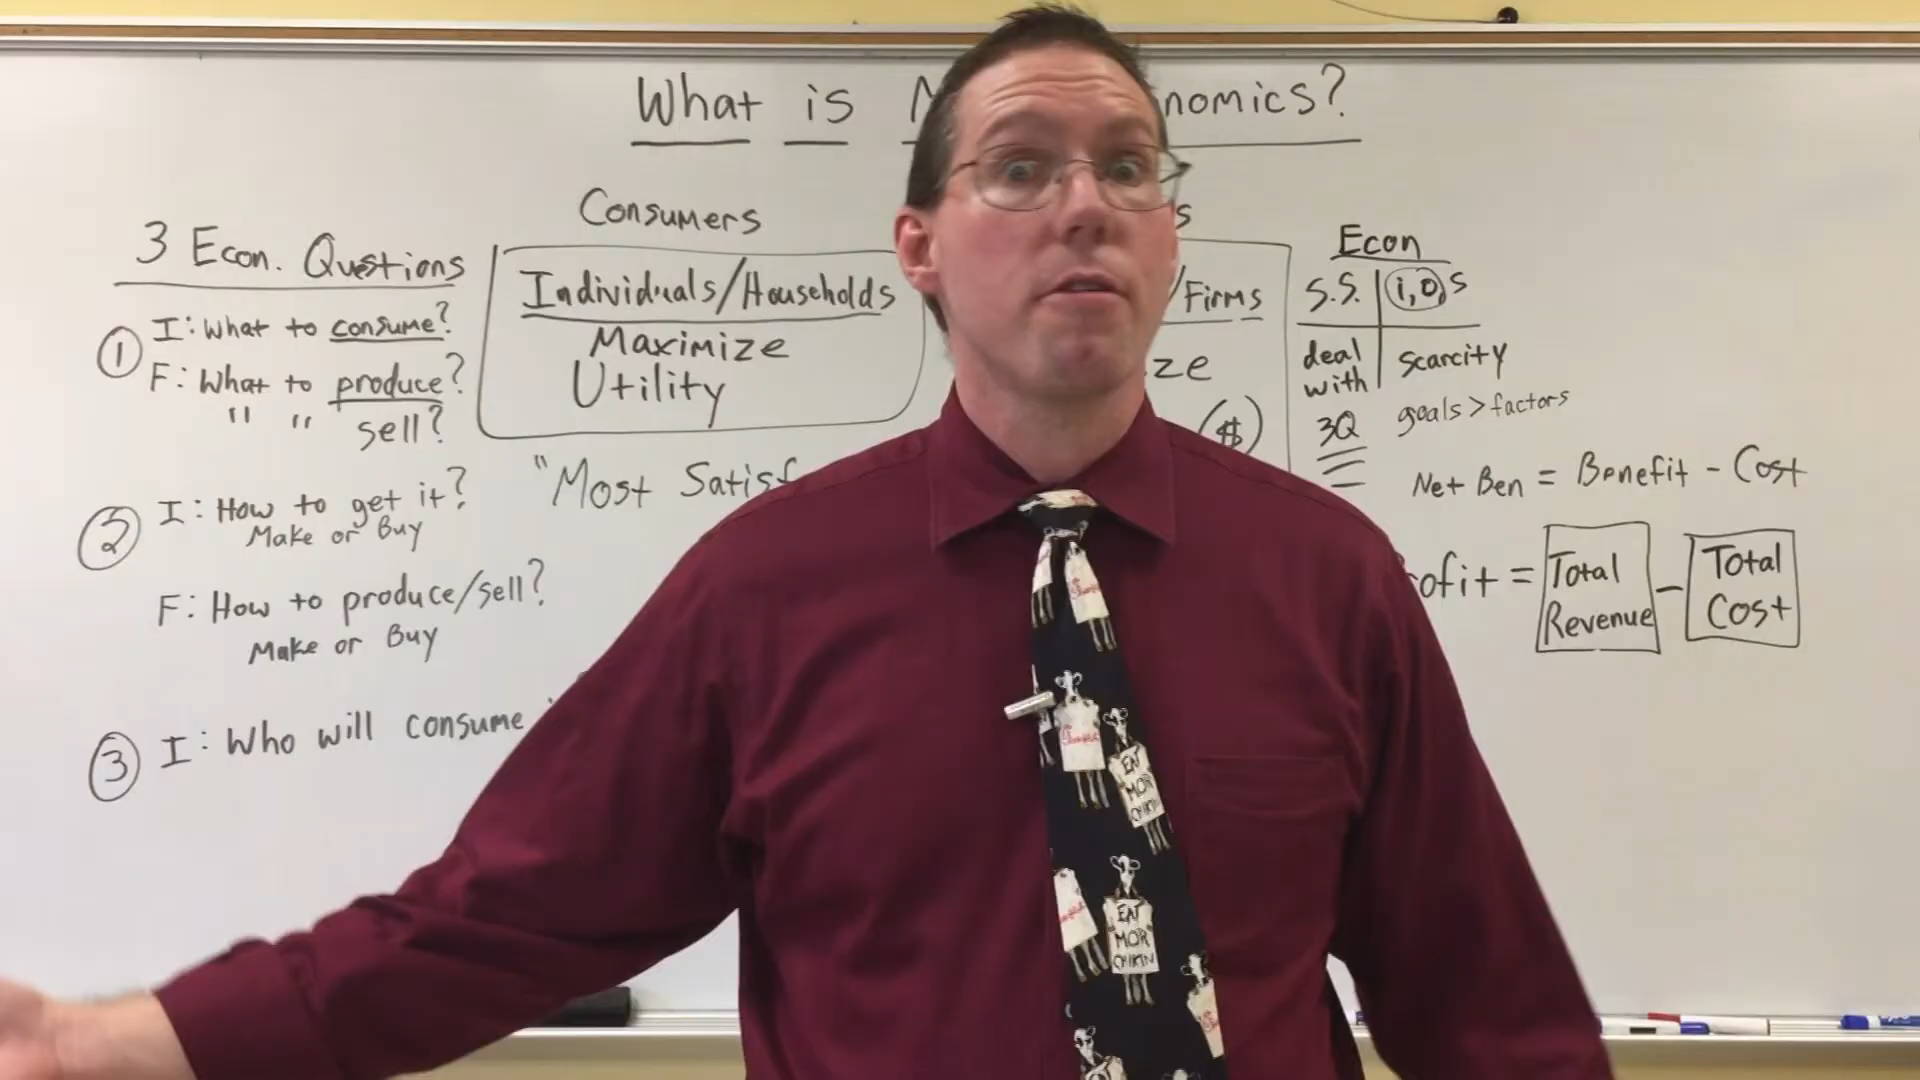 What is nomics?
3 Econ. Questions
① I: What to consume?
F: What to produce?
" " sell?
② I: How to get it?
Make or Buy
F: How to produce/sell?
Make or Buy
③ I: Who will consume
Consumers
Individuals/Households
Maximize
Utility
"Most Satisf
s
/Firms
ze
($)
Econ
S.S. i,o,s
deal with scarcity
3Q goals > factors
Net Ben = Benefit - Cost
ofit = Total Revenue - Total Cost
EAT
MOR
CHIKIN
EAT
MOR
CHIKIN